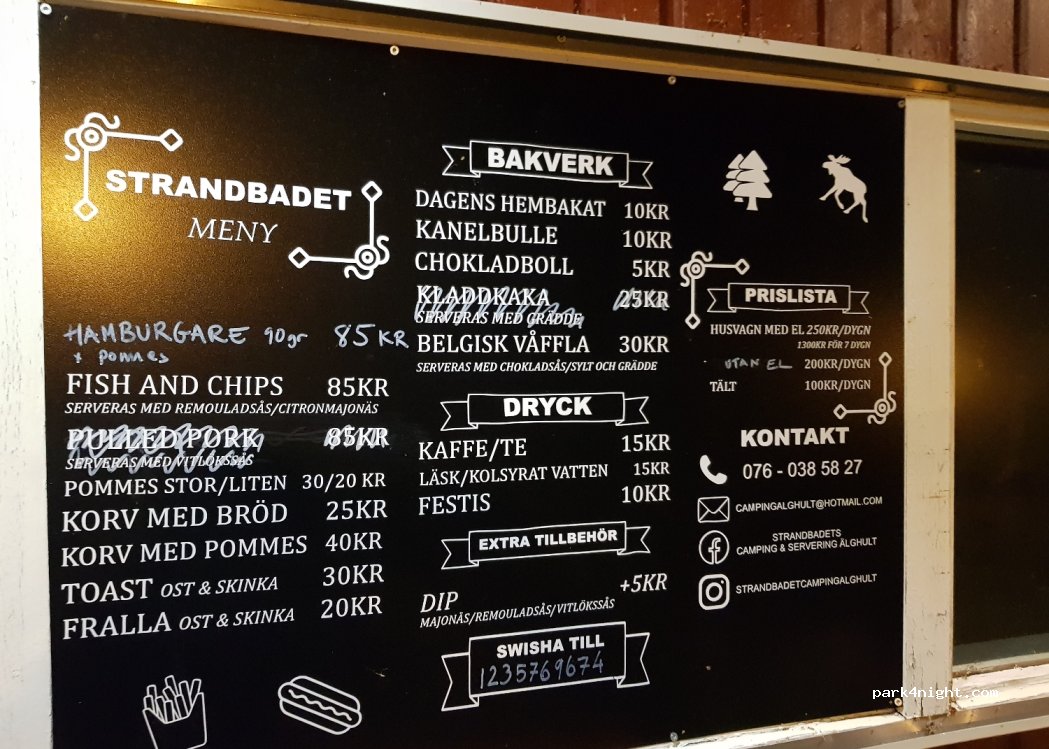 STRANDBADET
MENY
HAMBURGARE 90gr 85 KR
+ pommes
FISH AND CHIPS 85KR
SERVERAS MED REMOULADSÅS/CITRONMAJONÄS
PULLED PORK 85KR
SERVERAS MED VITLÖKSSÅS
POMMES STOR/LITEN 30/20 KR
KORV MED BRÖD 25KR
KORV MED POMMES 40KR
TOAST OST & SKINKA 30KR
FRALLA OST & SKINKA 20KR
BAKVERK
DAGENS HEMBAKAT 10KR
KANELBULLE 10KR
CHOKLADBOLL 5KR
KLADDKAKA 25KR
SERVERAS MED GRÄDDE
BELGISK VÅFFLA 30KR
SERVERAS MED CHOKLADSÅS/SYLT OCH GRÄDDE
DRYCK
KAFFE/TE 15KR
LÄSK/KOLSYRAT VATTEN 15KR
FESTIS 10KR
EXTRA TILLBEHÖR
DIP +5KR
MAJONÄS/REMOULADSÅS/VITLÖKSSÅS
SWISHA TILL
1235769674
PRISLISTA
HUSVAGN MED EL 250KR/DYGN
1300KR FÖR 7 DYGN
UTAN EL 200KR/DYGN
TÄLT 100KR/DYGN
KONTAKT
076 - 038 58 27
CAMPINGALGHULT@HOTMAIL.COM
STRANDBADETS
CAMPING & SERVERING ÄLGHULT
STRANDBADETCAMPINGALGHULT
park4night.com